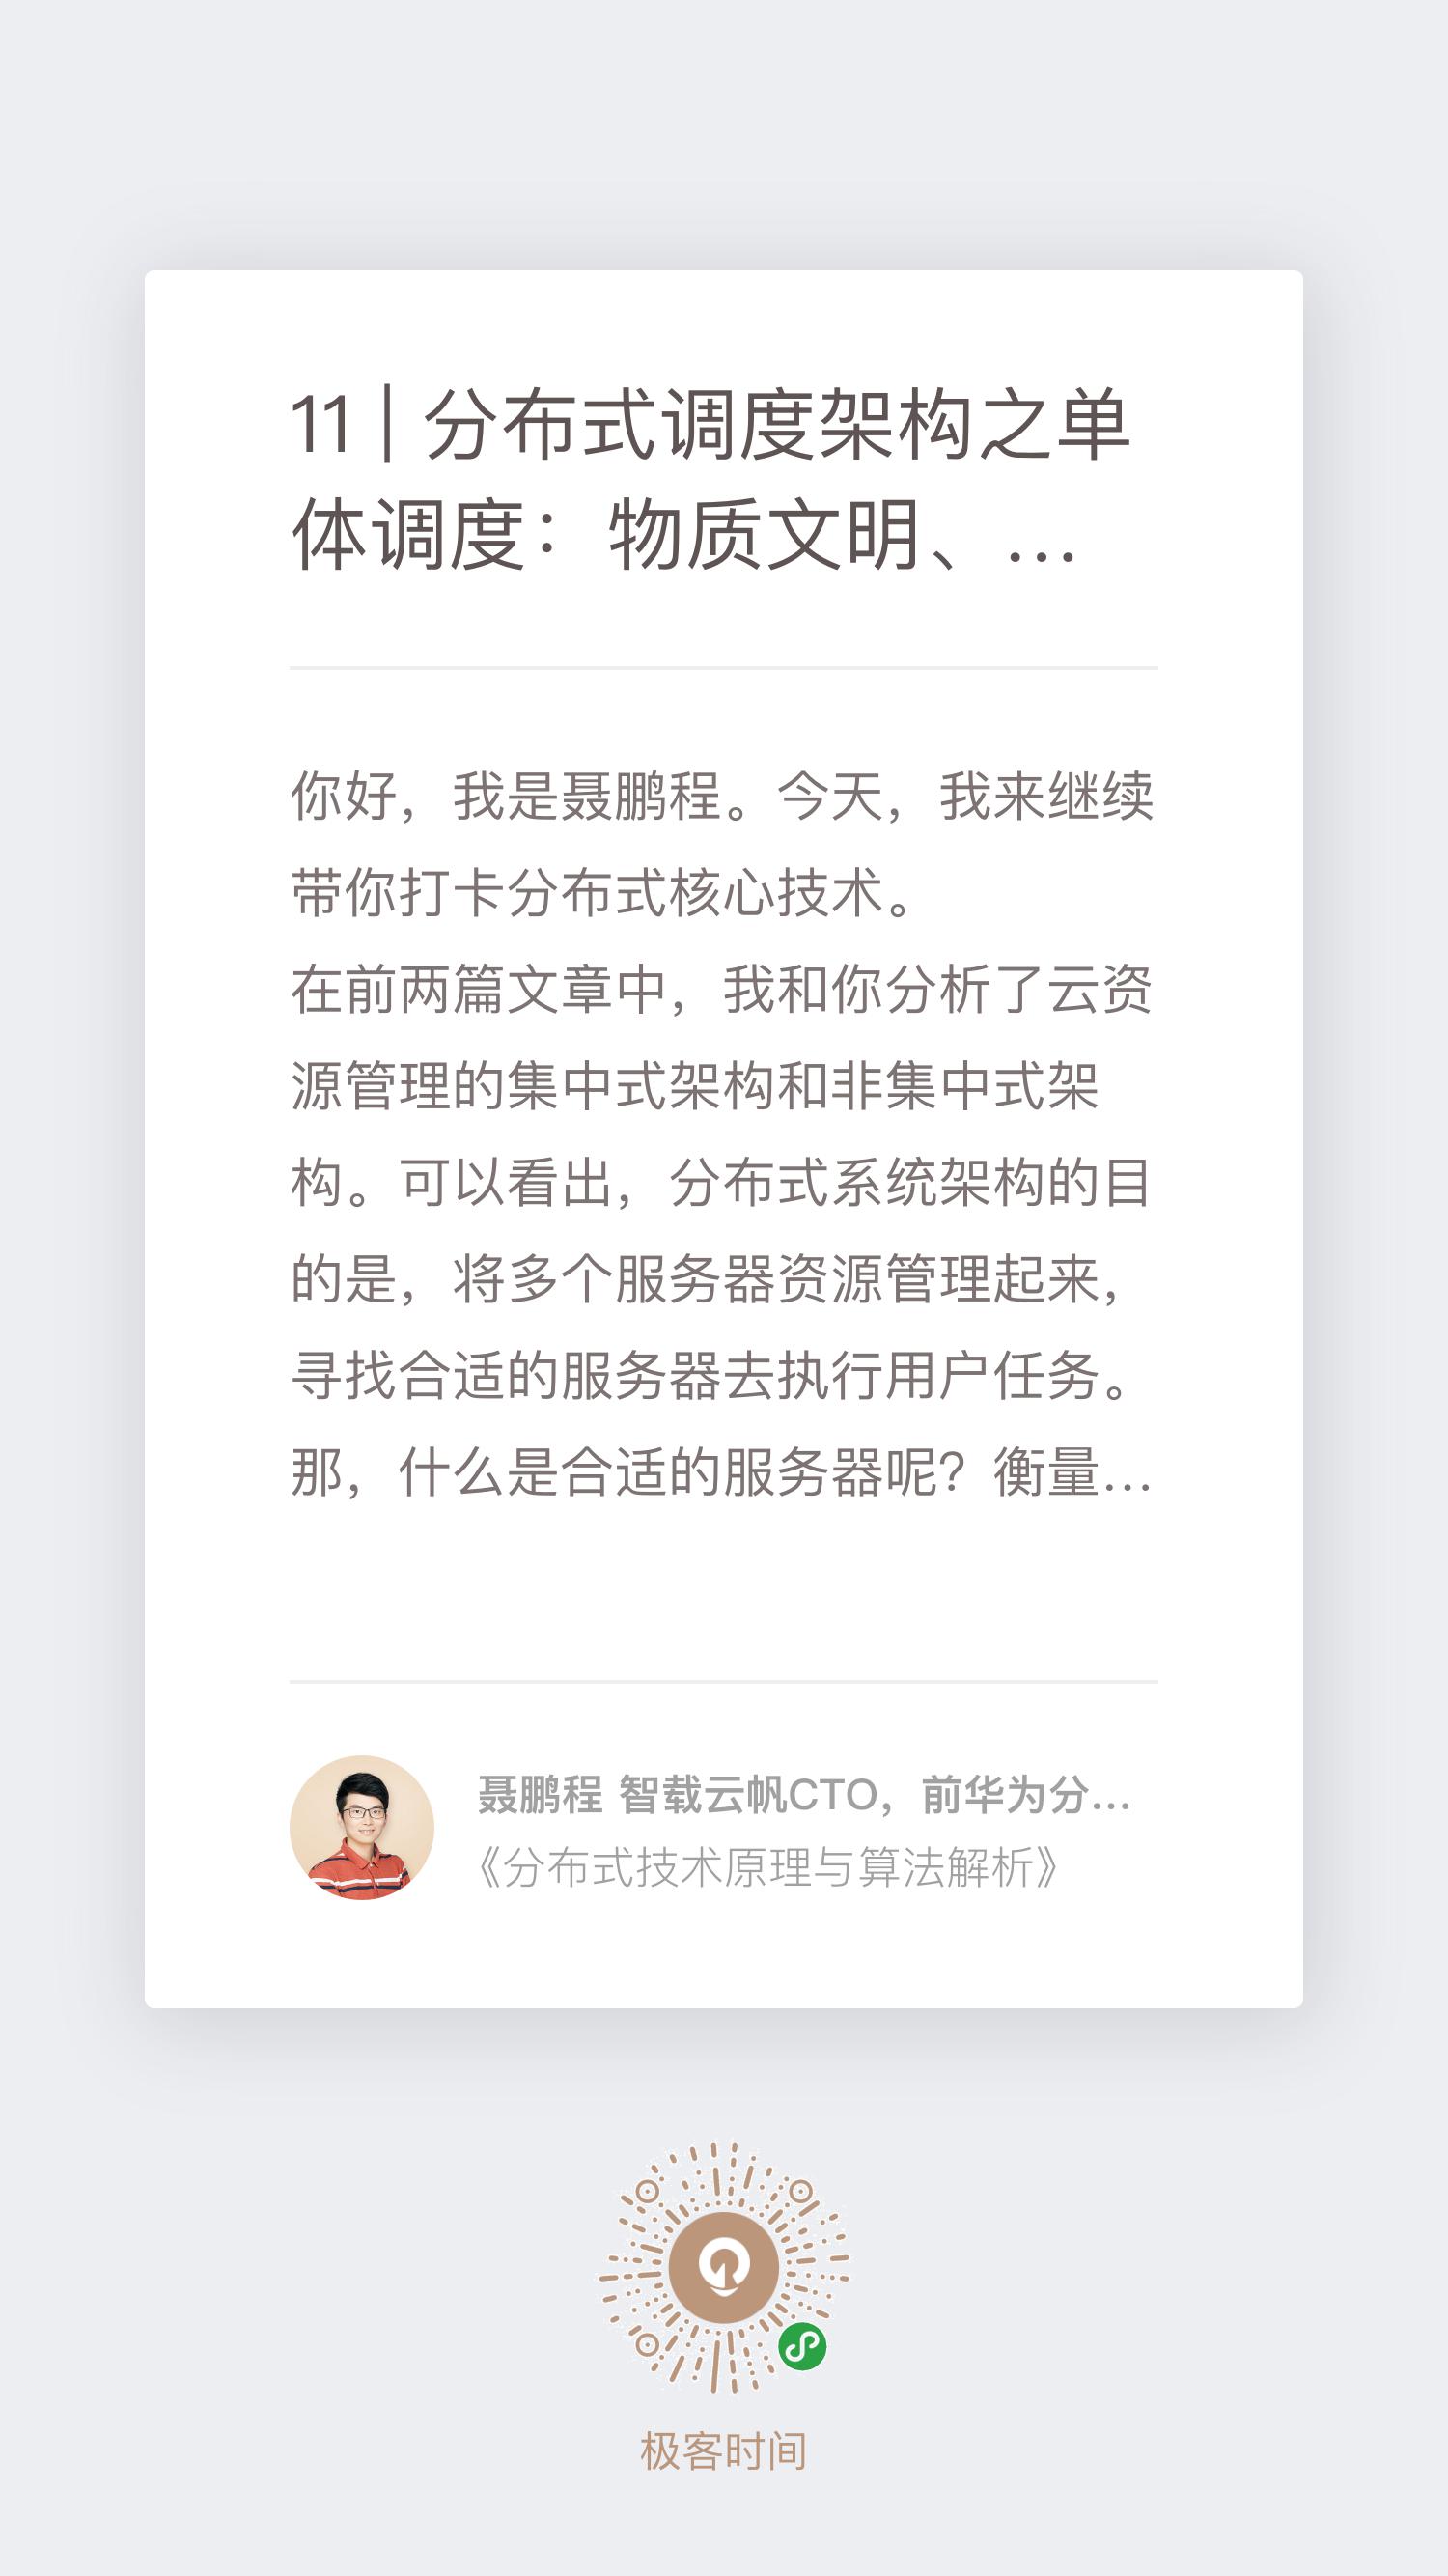 11 | 分布式调度架构之单
体调度：物质文明、...
你好，我是聂鹏程。今天，我来继续
带你打卡分布式核心技术。
在前两篇文章中，我和你分析了云资
源管理的集中式架构和非集中式架
构。可以看出，分布式系统架构的目
的是，将多个服务器资源管理起来，
寻找合适的服务器去执行用户任务。
那，什么是合适的服务器呢？衡量...
聂鹏程 智载云帆CTO，前华为分...
《分布式技术原理与算法解析》
极客时间